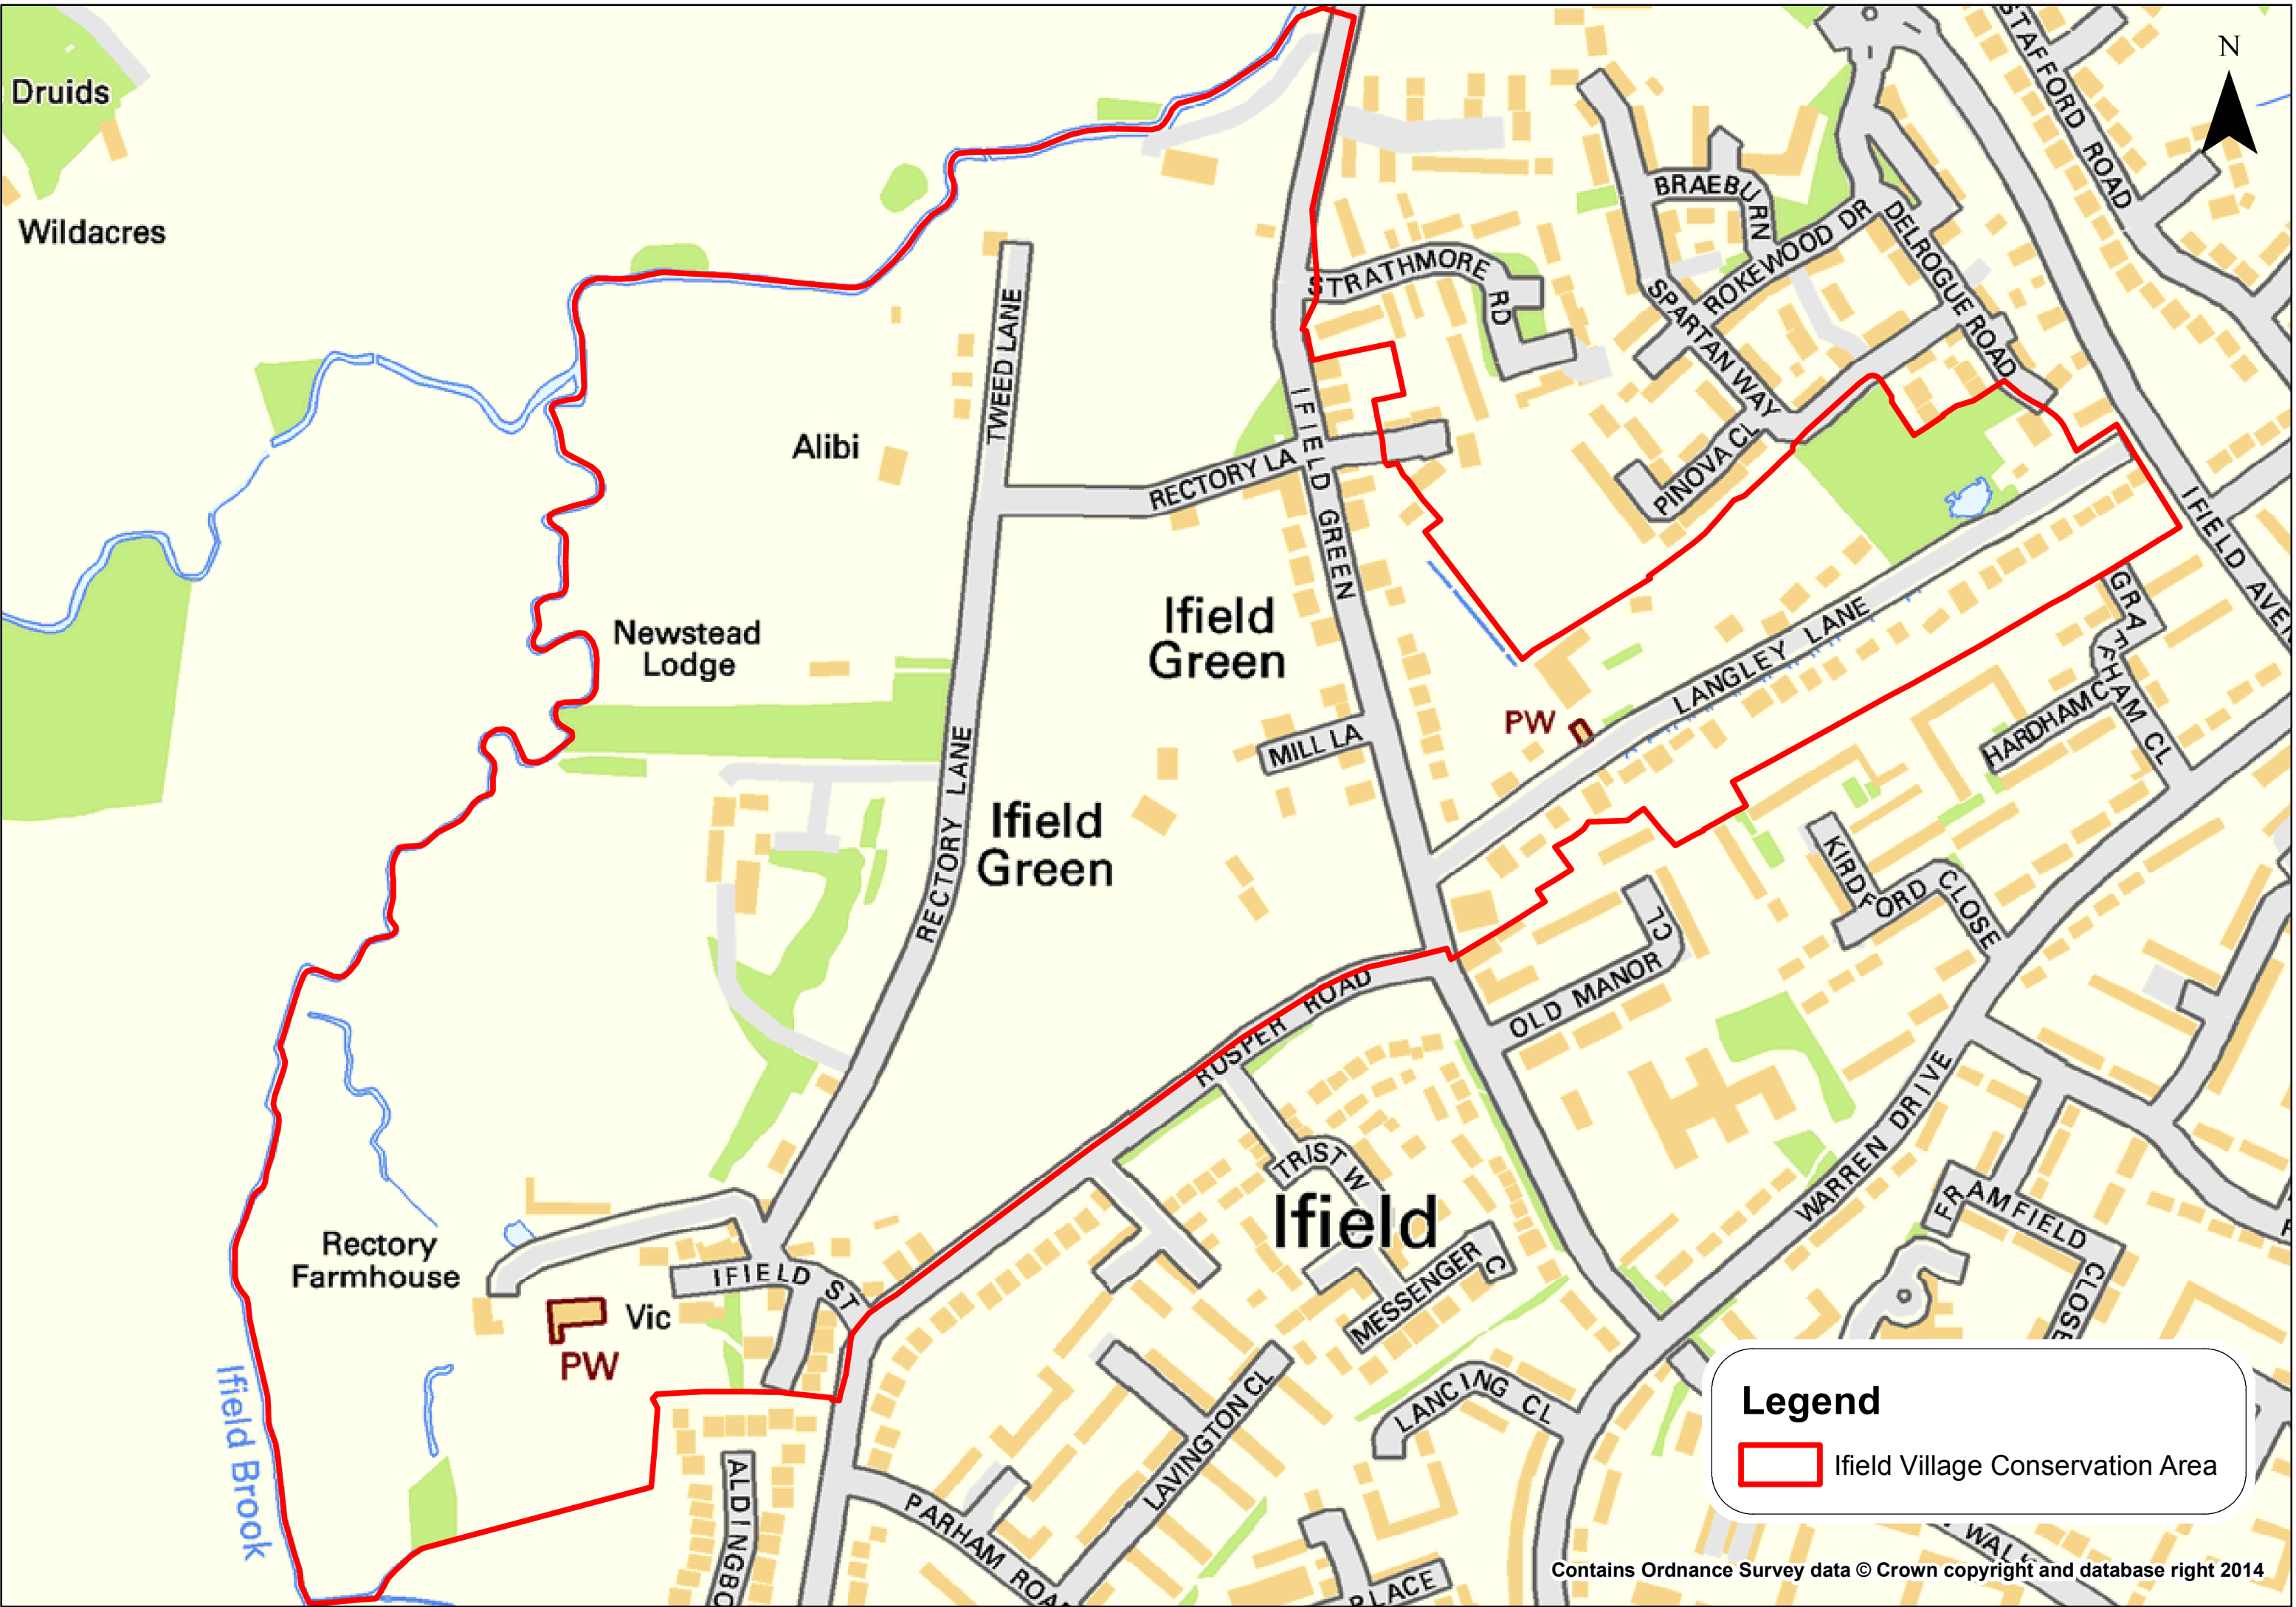 Druids
Wildacres
N
STAFFORD ROAD
BRAEBURN
ROKEWOOD DR
DELROGUE ROAD
STRATHMORE RD
SPARTAN WAY
PINOVA CL
TWEED LANE
Alibi
RECTORY LA
IFIELD GREEN
IFIELD AVEN
Newstead
Lodge
Ifield
Green
LANGLEY LANE
GRAFFHAM CL
HARDHAM C
PW
MILL LA
RECTORY LANE
Ifield
Green
KIRDFORD CLOSE
OLD MANOR CL
RUSPER ROAD
WARREN DRIVE
TRIST W
Ifield
MESSENGER C
FRAMFIELD CLOSE
Rectory
Farmhouse
IFIELD ST
Vic
PW
Ifield Brook
LANCING CL
LAVINGTON CL
PARHAM ROA
ALDINGBO
PLACE
WALK
Legend
Ifield Village Conservation Area
Contains Ordnance Survey data © Crown copyright and database right 2014